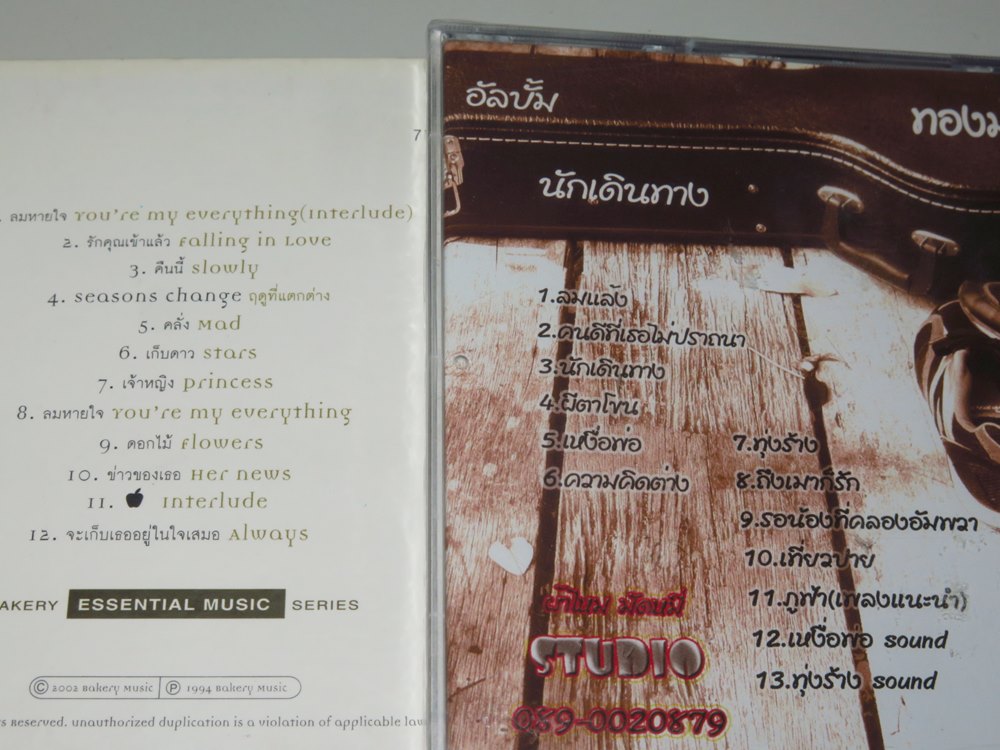 7
. ลมหายใจ You're my everything(Interlude)
2. รักคุณเข้าแล้ว Falling in Love
3. คืนนี้ slowly
4. seasons change ฤดูที่แตกต่าง
5. คลั่ง Mad
6. เก็บดาว stars
7. เจ้าหญิง princess
8. ลมหายใจ You're my everything
9. ดอกไม้ Flowers
10. ข่าวของเธอ Her news
11. Interlude
12. จะเก็บเธออยู่ในใจเสมอ Always
AKERY ESSENTIAL MUSIC SERIES
© 2002 Bakery Music ℗ 1994 Bakery Music
ts reserved. unauthorized duplication is a violation of applicable law
อัลบั้ม
นักเดินทาง
1.ลมแล้ง
2.คนดีที่เธอไม่ปราถนา
3.นักเดินทาง
4.ผีตาโขน
5.เหงื่อพ่อ
6.ความคิดต่าง
7.ทุ่งร้าง
8.ถึงเมาก็รัก
9.รอน้องที่คลองอัมพวา
10.เที่ยวปาย
11.ภูฟ้า(เพลงแนะนำ)
12.เหงื่อพ่อ sound
13.ทุ่งร้าง sound
STUDIO
089-0020879